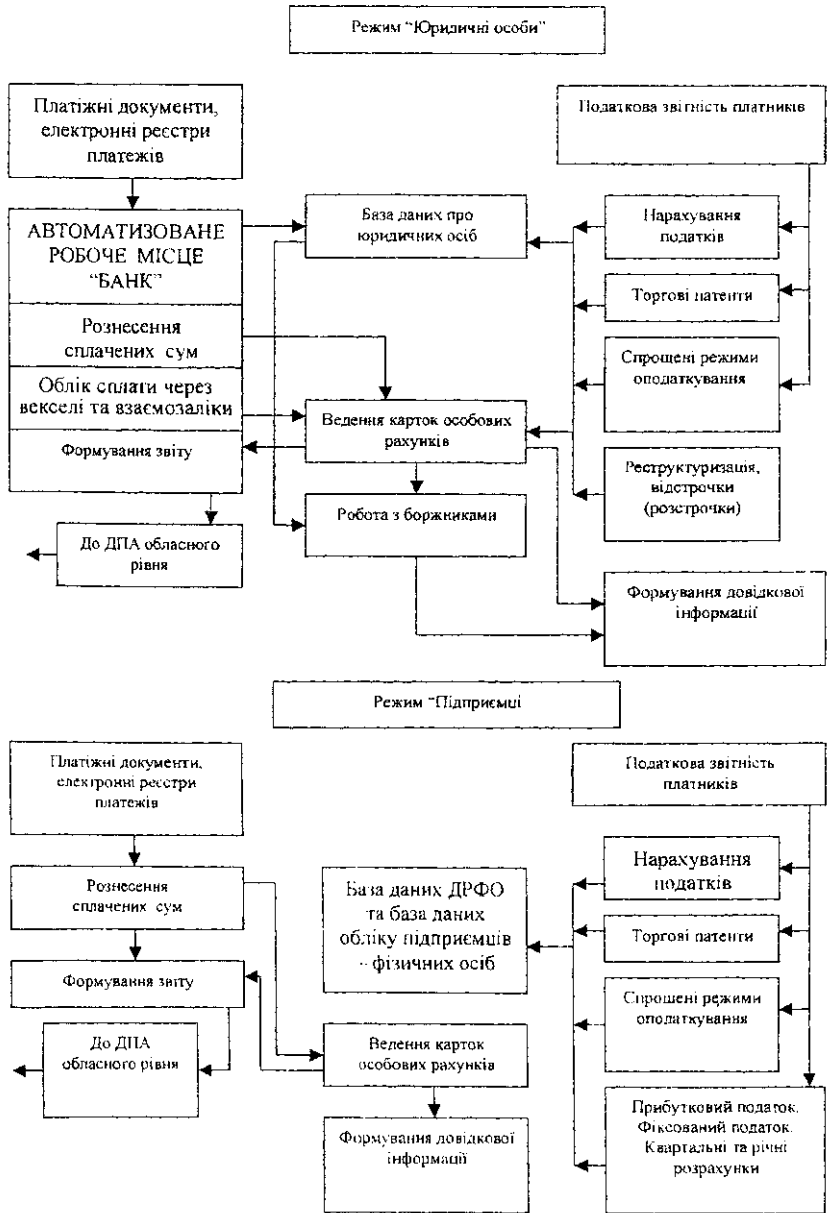 Режим “Юридичні особи”
Платіжні документи,
електронні реєстри
платежів
Податкова звітність платників
АВТОМАТИЗОВАНЕ
РОБОЧЕ МІСЦЕ
“БАНК”
База даних про
юридичних осіб
Нарахування
податків
Торгові патенти
Рознесення
сплачених сум
Спрощені режими
оподаткування
Облік сплати через
векселі та взаємозаліки
Ведення карток особових
рахунків
Формування звіту
Реструктуризація,
відстрочки
(розстрочки)
Робота з боржниками
До ДПА обласного
рівня
Формування довідкової
інформації
Режим “Підприємці
Платіжні документи,
електронні реєстри
платежів
Податкова звітність
платників
Рознесення
сплачених сум
База даних ДРФО
та база даних
обліку підприємців
– фізичних осіб
Нарахування
податків
Торгові патенти
Формування звіту
Спрощені режими
оподаткування
До ДПА
обласного рівня
Ведення карток
особових рахунків
Прибутковий податок.
Фіксований податок.
Квартальні та річні
розрахунки
Формування довідкової
інформації